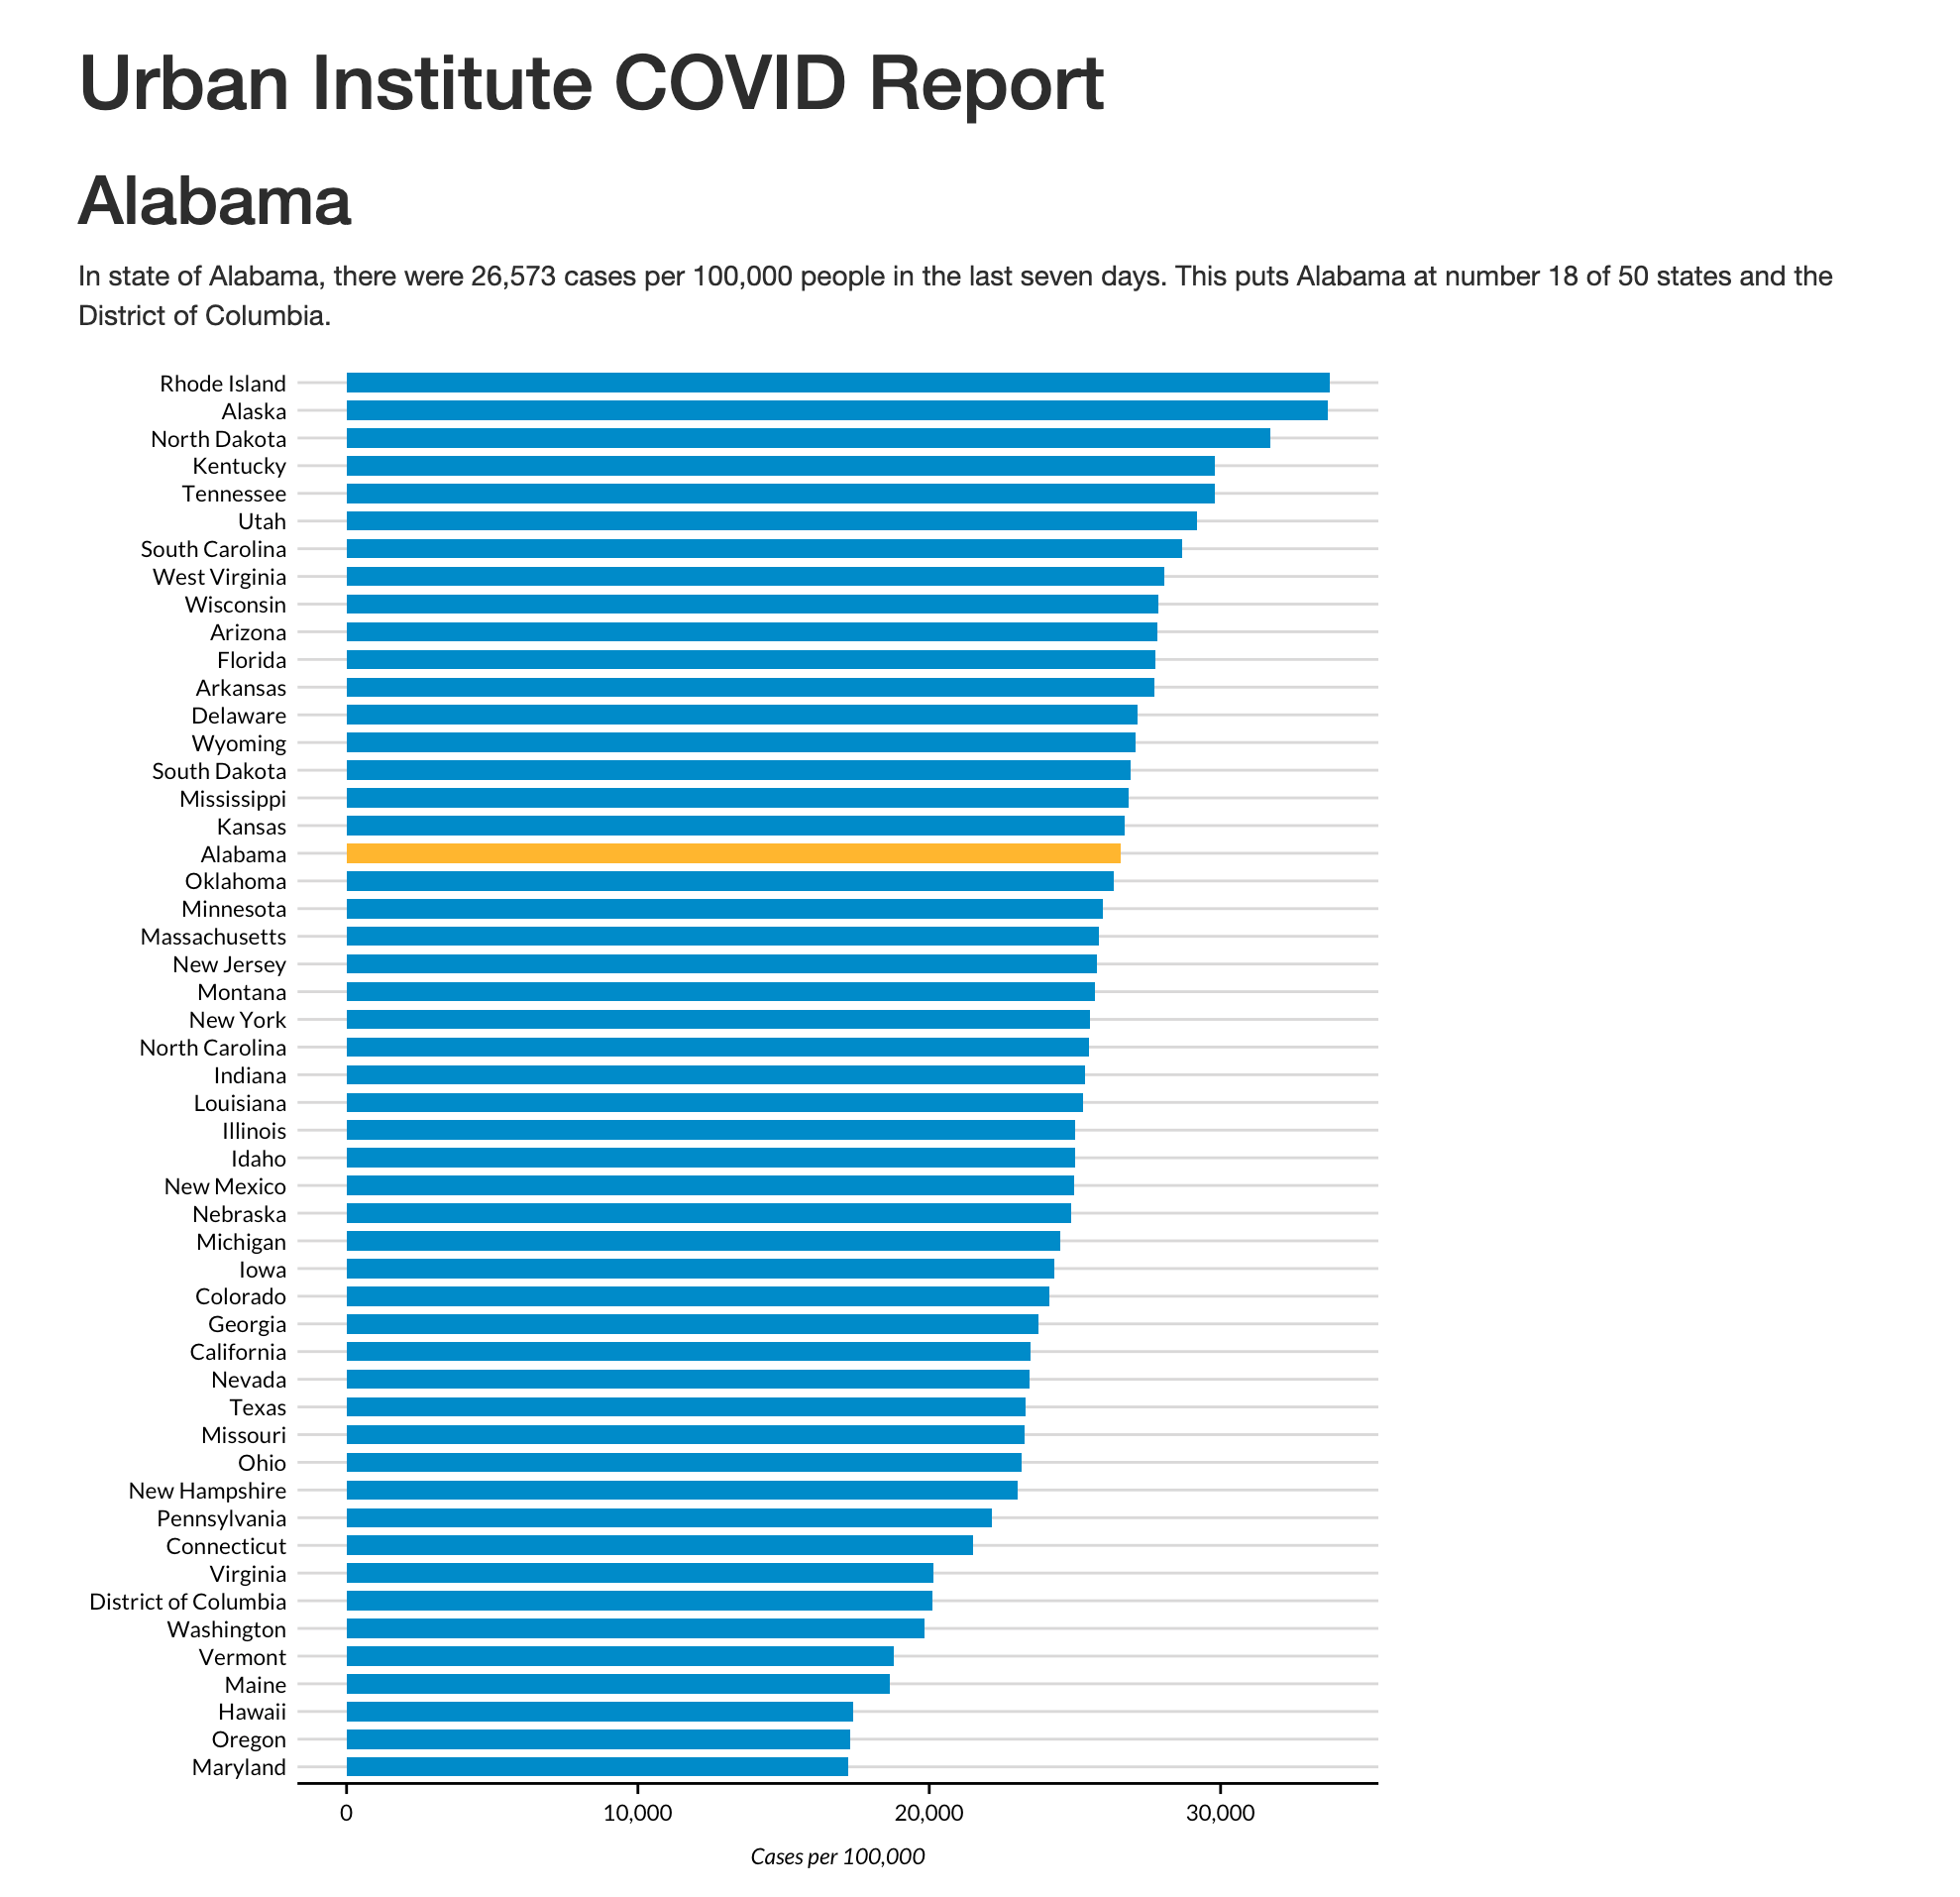 Urban Institute COVID Report
Alabama
In state of Alabama, there were 26,573 cases per 100,000 people in the last seven days. This puts Alabama at number 18 of 50 states and the
District of Columbia.
Rhode Island
Alaska
North Dakota
Kentucky
Tennessee
Utah
South Carolina
West Virginia
Wisconsin
Arizona
Florida
Arkansas
Delaware
Wyoming
South Dakota
Mississippi
Kansas
Alabama
Oklahoma
Minnesota
Massachusetts
New Jersey
Montana
New York
North Carolina
Indiana
Louisiana
Illinois
Idaho
New Mexico
Nebraska
Michigan
Iowa
Colorado
Georgia
California
Nevada
Texas
Missouri
Ohio
New Hampshire
Pennsylvania
Connecticut
Virginia
District of Columbia
Washington
Vermont
Maine
Hawaii
Oregon
Maryland
0 10,000 20,000 30,000
Cases per 100,000